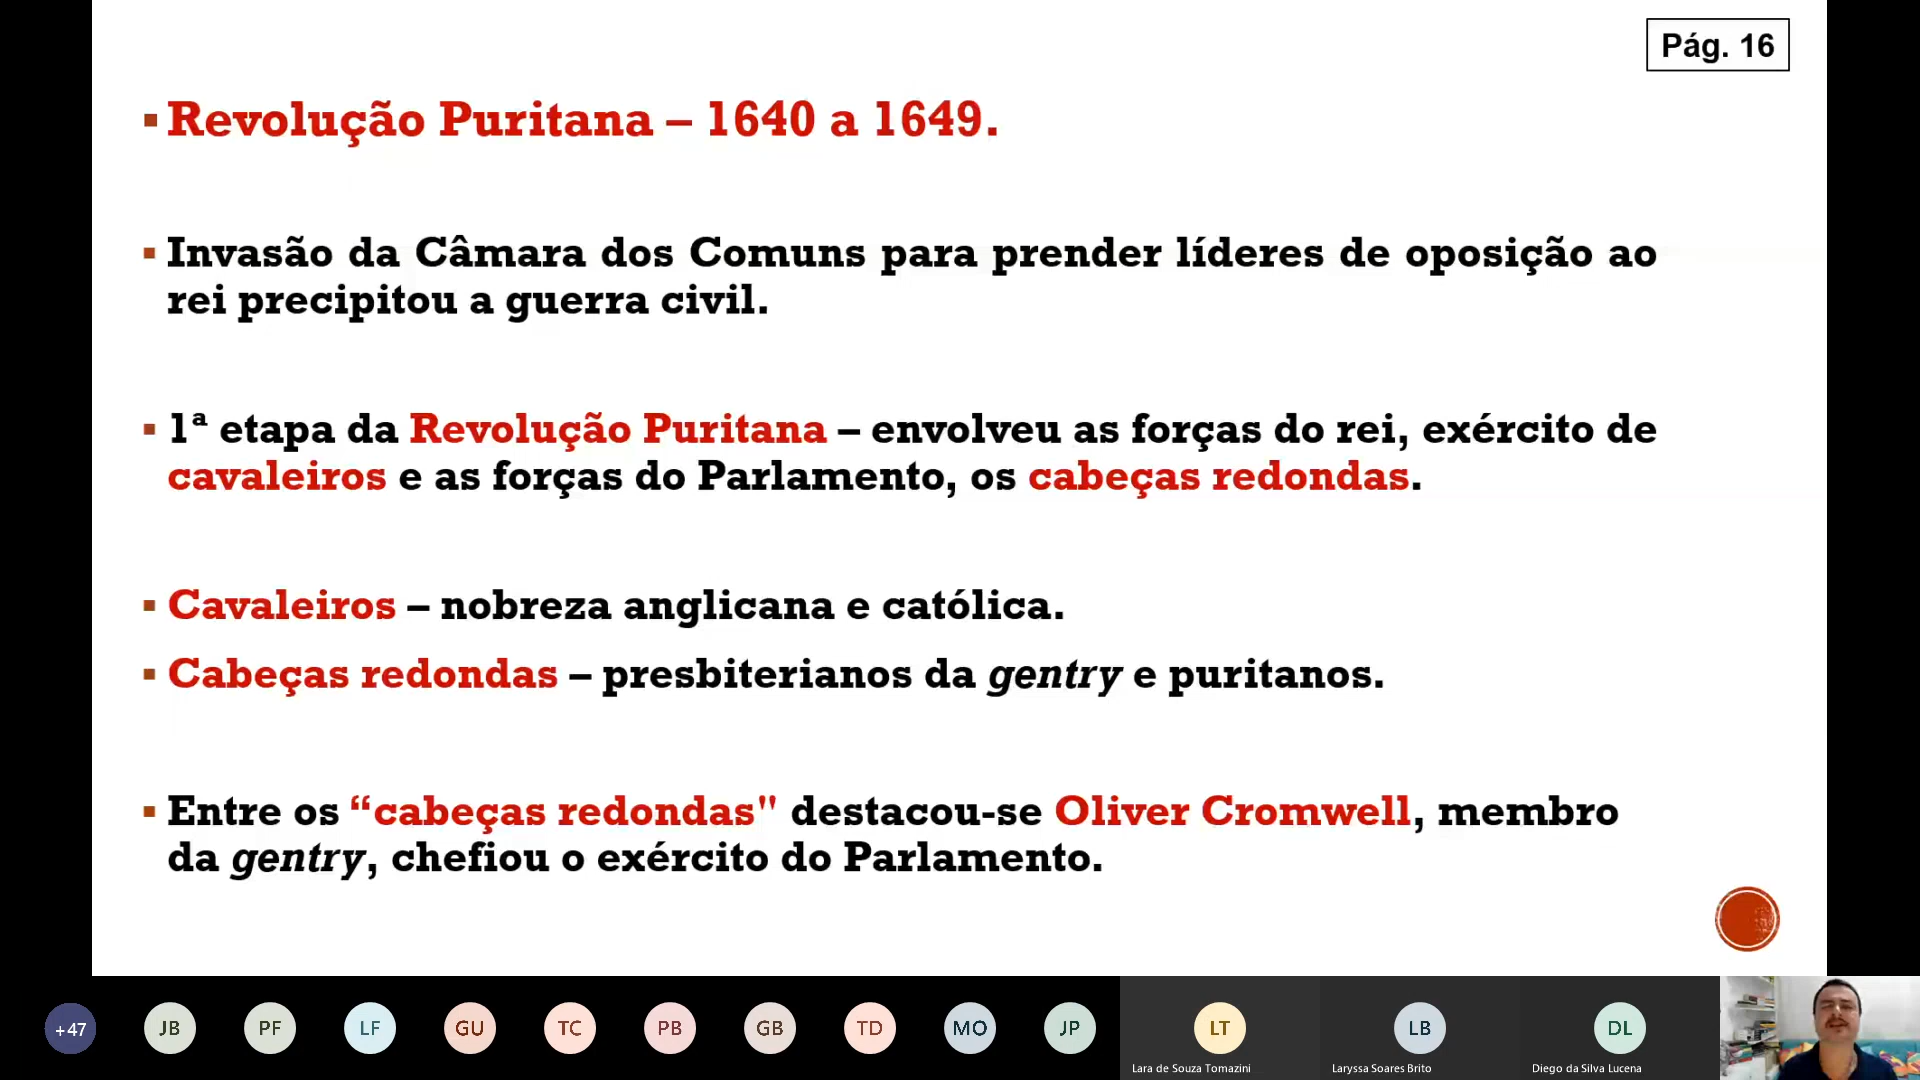 Pág. 16
▪ Revolução Puritana – 1640 a 1649.
▪ Invasão da Câmara dos Comuns para prender líderes de oposição ao
rei precipitou a guerra civil.
▪ 1ª etapa da Revolução Puritana – envolveu as forças do rei, exército de
cavaleiros e as forças do Parlamento, os cabeças redondas.
▪ Cavaleiros – nobreza anglicana e católica.
▪ Cabeças redondas – presbiterianos da gentry e puritanos.
▪ Entre os “cabeças redondas" destacou-se Oliver Cromwell, membro
da gentry, chefiou o exército do Parlamento.
+47 JB PF LF GU TC PB GB TD MO JP LT LB DL
Lara de Souza Tomazini Laryssa Soares Brito Diego da Silva Lucena